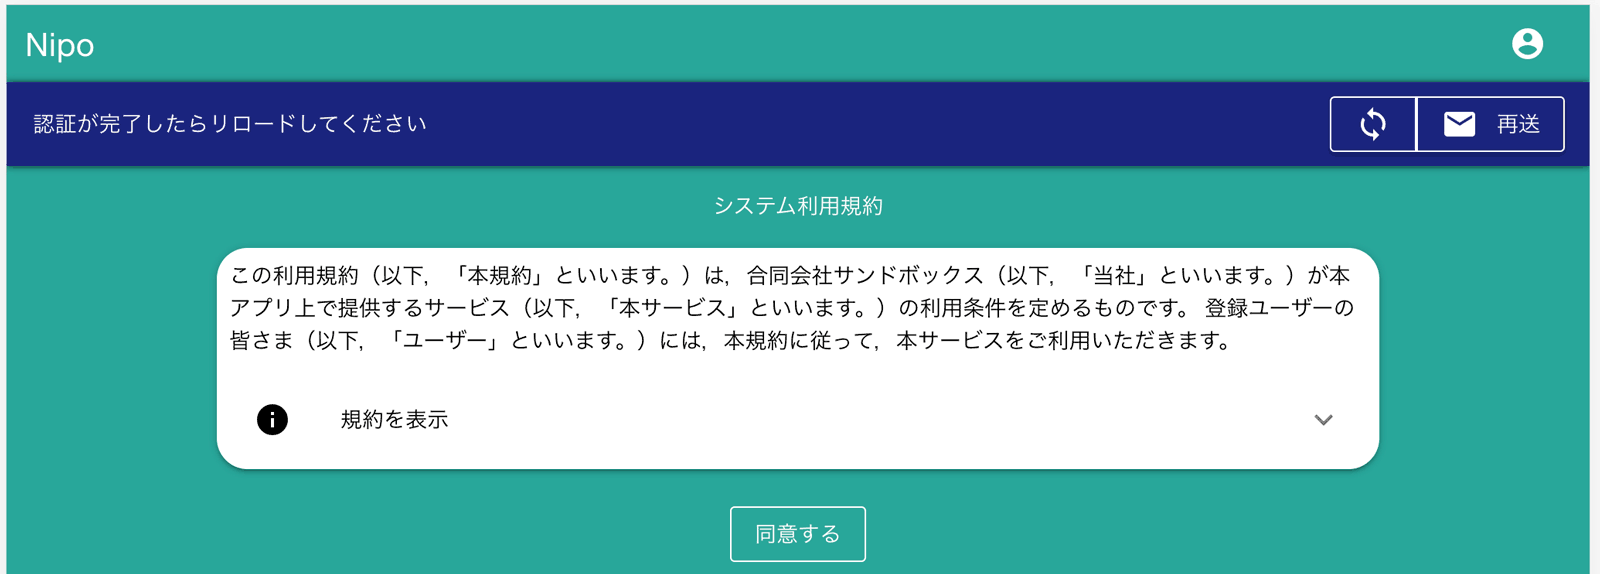 Nipo
認証が完了したらリロードしてください
再送
システム利用規約
この利用規約（以下，「本規約」といいます。）は，合同会社サンドボックス（以下，「当社」といいます。）が本
アプリ上で提供するサービス（以下，「本サービス」といいます。）の利用条件を定めるものです。 登録ユーザーの
皆さま（以下，「ユーザー」といいます。）には，本規約に従って，本サービスをご利用いただきます。
規約を表示
同意する